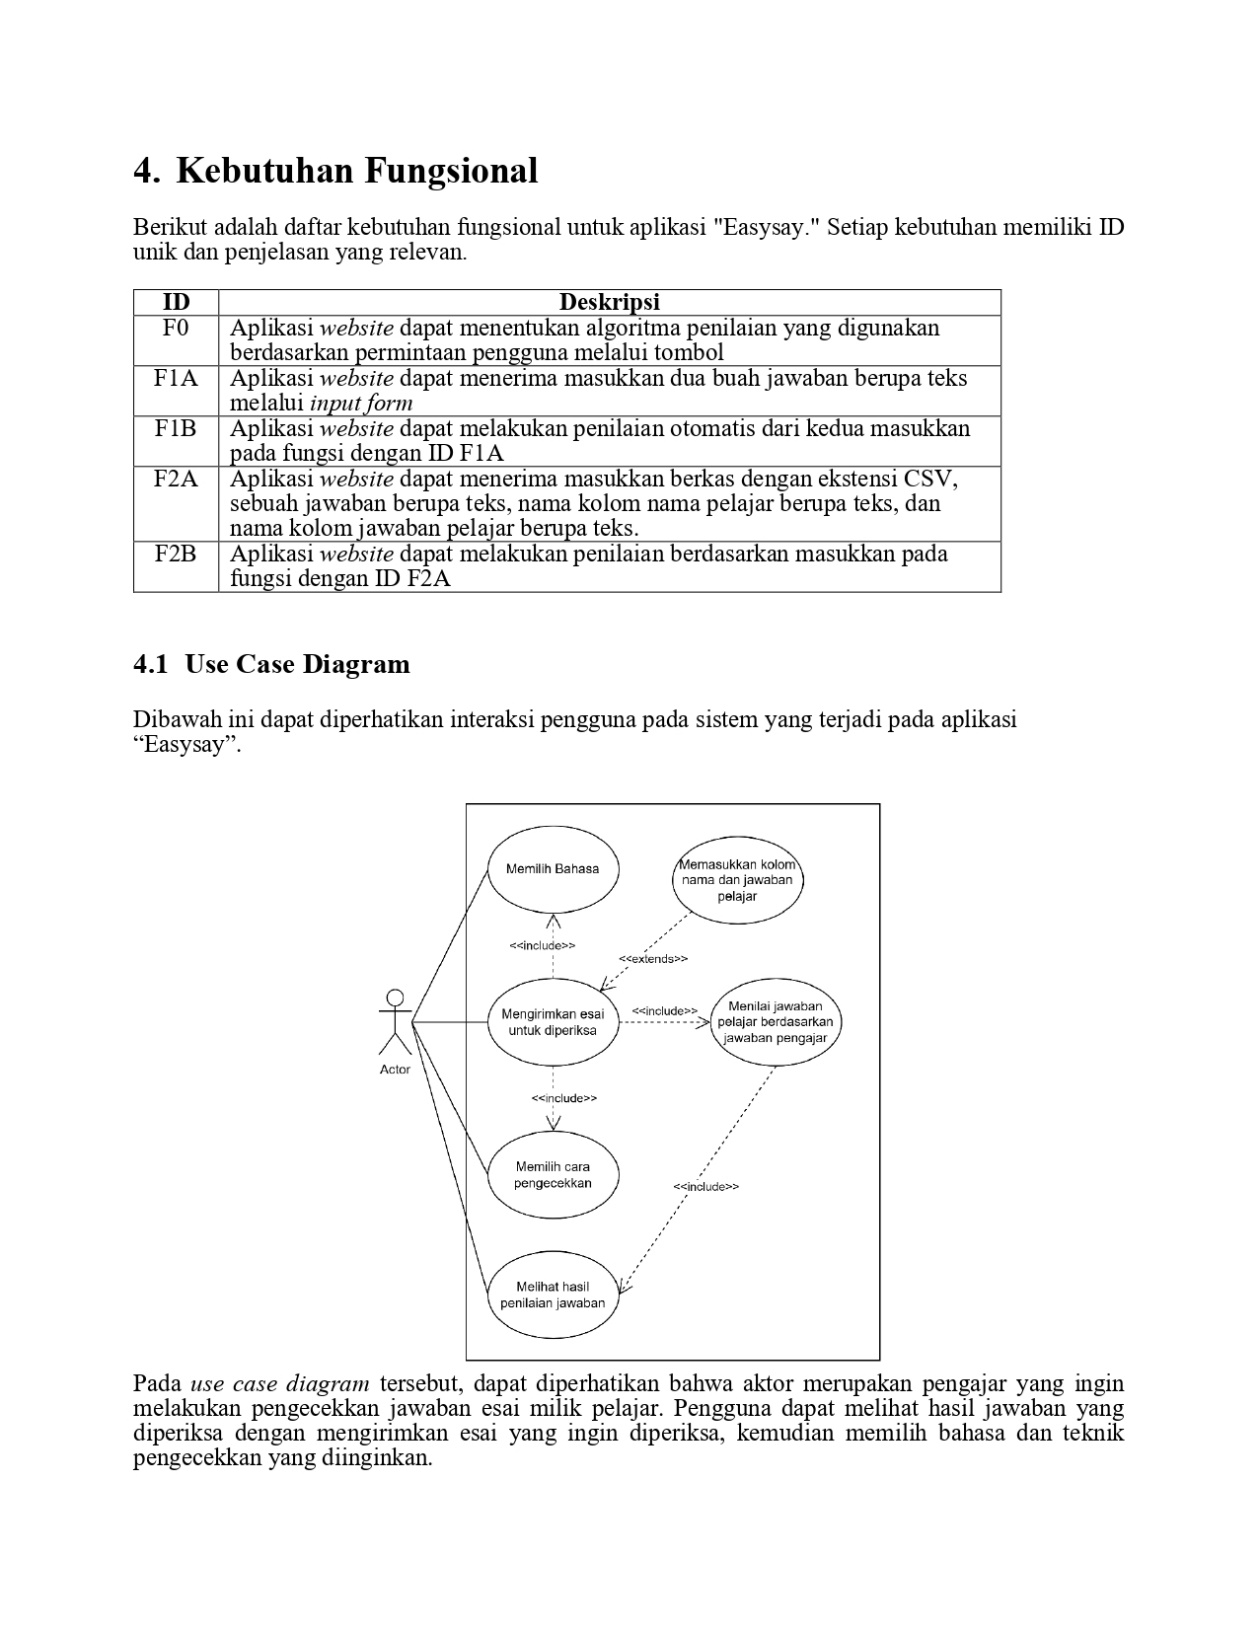 4. Kebutuhan Fungsional
Berikut adalah daftar kebutuhan fungsional untuk aplikasi "Easysay." Setiap kebutuhan memiliki ID
unik dan penjelasan yang relevan.
ID Deskripsi
F0 Aplikasi website dapat menentukan algoritma penilaian yang digunakan
berdasarkan permintaan pengguna melalui tombol
F1A Aplikasi website dapat menerima masukkan dua buah jawaban berupa teks
melalui input form
F1B Aplikasi website dapat melakukan penilaian otomatis dari kedua masukkan
pada fungsi dengan ID F1A
F2A Aplikasi website dapat menerima masukkan berkas dengan ekstensi CSV,
sebuah jawaban berupa teks, nama kolom nama pelajar berupa teks, dan
nama kolom jawaban pelajar berupa teks.
F2B Aplikasi website dapat melakukan penilaian berdasarkan masukkan pada
fungsi dengan ID F2A
4.1 Use Case Diagram
Dibawah ini dapat diperhatikan interaksi pengguna pada sistem yang terjadi pada aplikasi
“Easysay”.
Memilih Bahasa
Memasukkan kolom
nama dan jawaban
pelajar
<<include>>
<<extends>>
Mengirimkan esai
untuk diperiksa
<<include>>
Menilai jawaban
pelajar berdasarkan
jawaban pengajar
Actor
<<include>>
Memilih cara
pengecekkan
<<include>>
Melihat hasil
penilaian jawaban
Pada use case diagram tersebut, dapat diperhatikan bahwa aktor merupakan pengajar yang ingin
melakukan pengecekkan jawaban esai milik pelajar. Pengguna dapat melihat hasil jawaban yang
diperiksa dengan mengirimkan esai yang ingin diperiksa, kemudian memilih bahasa dan teknik
pengecekkan yang diinginkan.